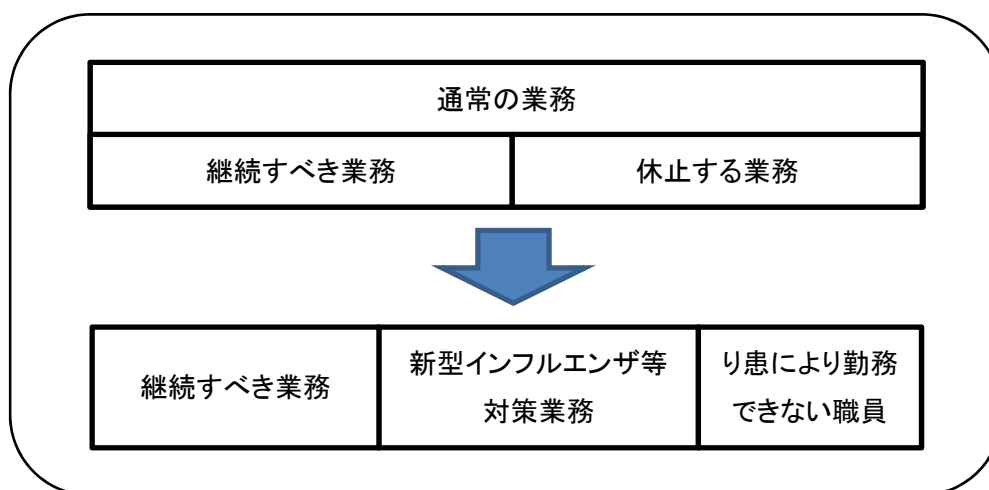 通常の業務
継続すべき業務
休止する業務
継続すべき業務
新型インフルエンザ等
対策業務
り患により勤務
できない職員